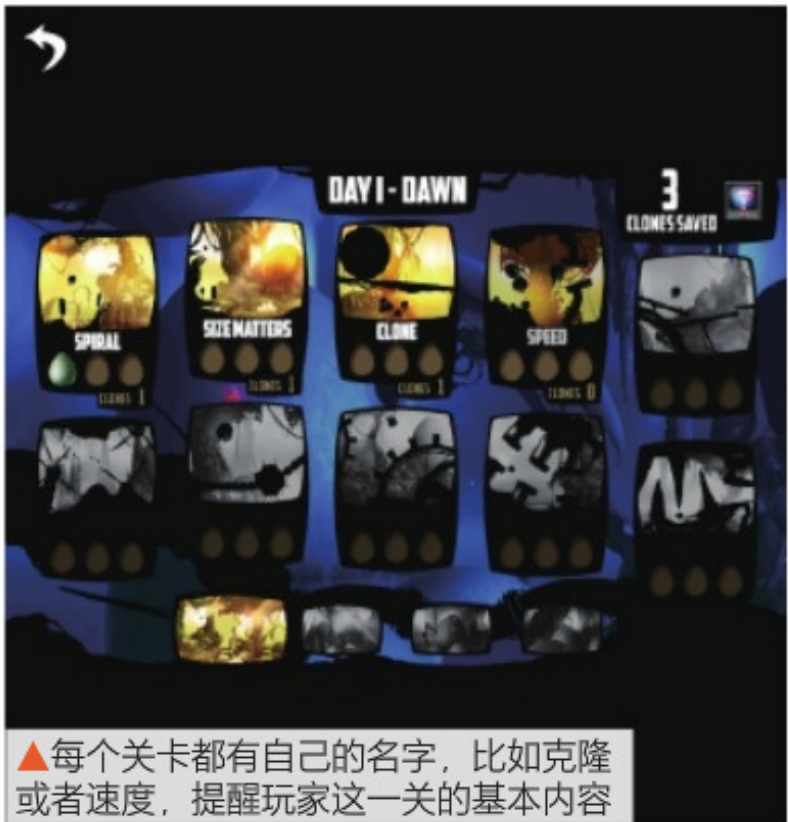 DAY 1 - DAWN
3
CLONES SAVED
SPIRAL
CLONES 1
SIZE MATTERS
CLONES 1
CLONE
CLONES 1
SPEED
CLONES 0
▲每个关卡都有自己的名字，比如克隆
或者速度，提醒玩家这一关的基本内容